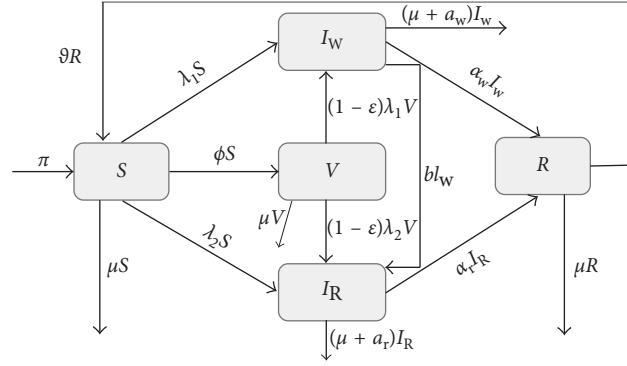 (μ + a_w)I_w
ϑR
I_W
λ_1S
α_wI_w
(1 – ε)λ_1V
π
S
ϕS
V
bl_W
R
μV
(1 – ε)λ_2V
λ_2S
μS
I_R
α_rI_R
μR
(μ + a_r)I_R